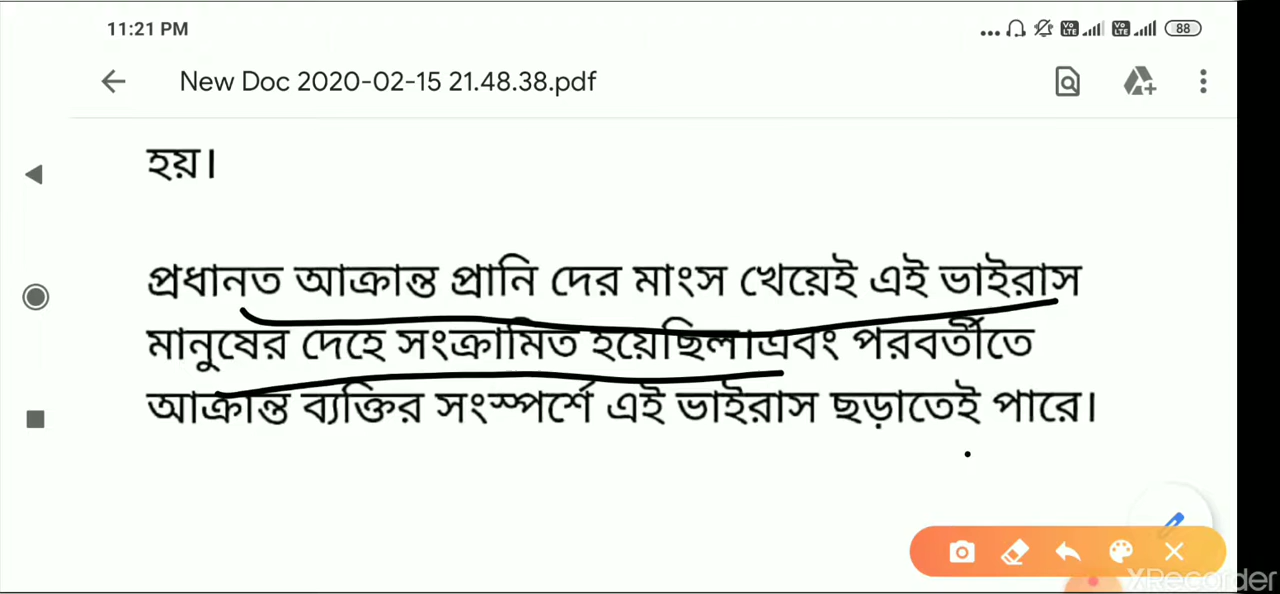 11:21 PM
88
New Doc 2020-02-15 21.48.38.pdf
হয়।
প্রধানত আক্রান্ত প্রানি দের মাংস খেয়েই এই ভাইরাস
মানুষের দেহে সংক্রামিত হয়েছিল।এবং পরবর্তীতে
আক্রান্ত ব্যক্তির সংস্পর্শে এই ভাইরাস ছড়াতেই পারে।
XRecorder